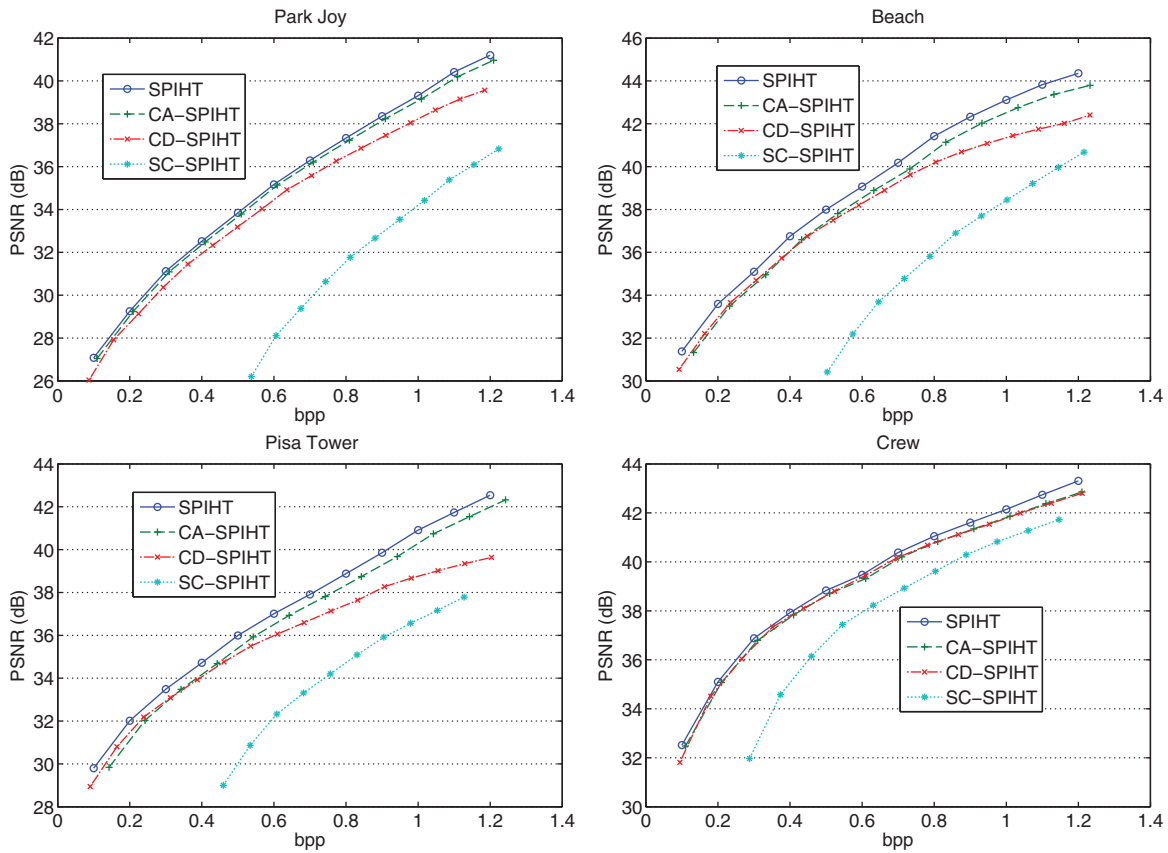 Park Joy
42
40
38
36
34
32
30
28
26
PSNR (dB)
SPIHT
CA−SPIHT
CD−SPIHT
SC−SPIHT
0 0.2 0.4 0.6 0.8 1 1.2 1.4
bpp
Beach
46
44
42
40
38
36
34
32
30
PSNR (dB)
SPIHT
CA−SPIHT
CD−SPIHT
SC−SPIHT
0 0.2 0.4 0.6 0.8 1 1.2 1.4
bpp
Pisa Tower
44
42
40
38
36
34
32
30
28
PSNR (dB)
SPIHT
CA−SPIHT
CD−SPIHT
SC−SPIHT
0 0.2 0.4 0.6 0.8 1 1.2 1.4
bpp
Crew
44
42
40
38
36
34
32
30
PSNR (dB)
SPIHT
CA−SPIHT
CD−SPIHT
SC−SPIHT
0 0.2 0.4 0.6 0.8 1 1.2 1.4
bpp